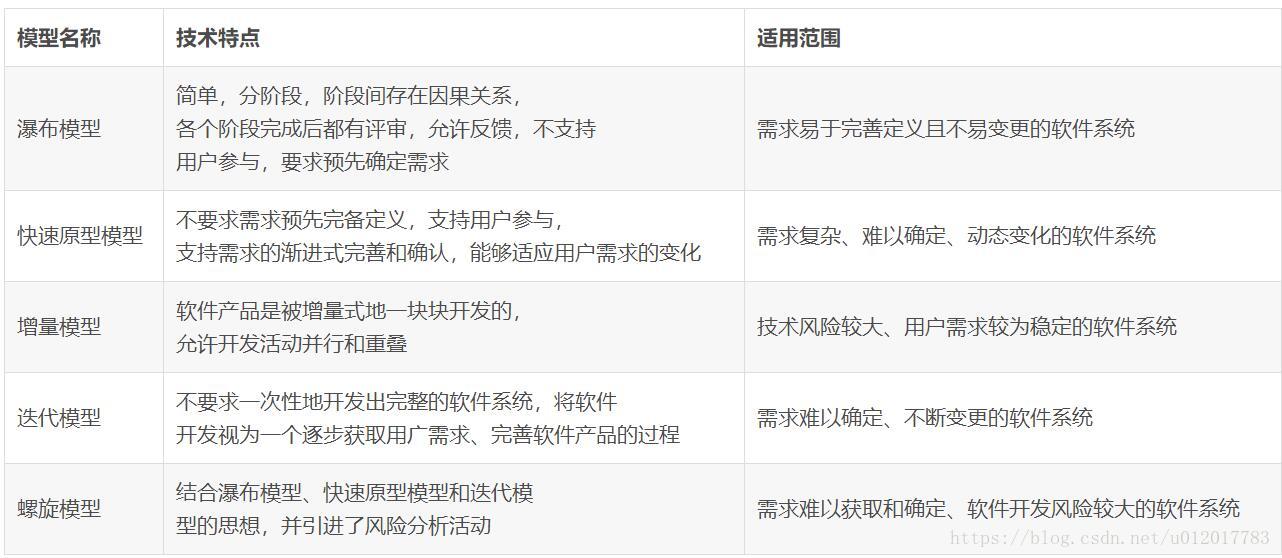 模型名称 技术特点 适用范围
简单，分阶段，阶段间存在因果关系，
瀑布模型 各个阶段完成后都有评审，允许反馈，不支持 需求易于完善定义且不易变更的软件系统
用户参与，要求预先确定需求
不要求需求预先完备定义，支持用户参与，
快速原型模型 需求复杂、难以确定、动态变化的软件系统
支持需求的渐进式完善和确认，能够适应用户需求的变化
软件产品是被增量式地一块块开发的，
增量模型 技术风险较大、用户需求较为稳定的软件系统
允许开发活动并行和重叠
不要求一次性地开发出完整的软件系统，将软件
迭代模型 需求难以确定、不断变更的软件系统
开发视为一个逐步获取用广需求、完善软件产品的过程
结合瀑布模型、快速原型模型和迭代模
螺旋模型 需求难以获取和确定、软件开发风险较大的软件系统
型的思想，并引进了风险分析活动
https://blog.csdn.net/u012017783